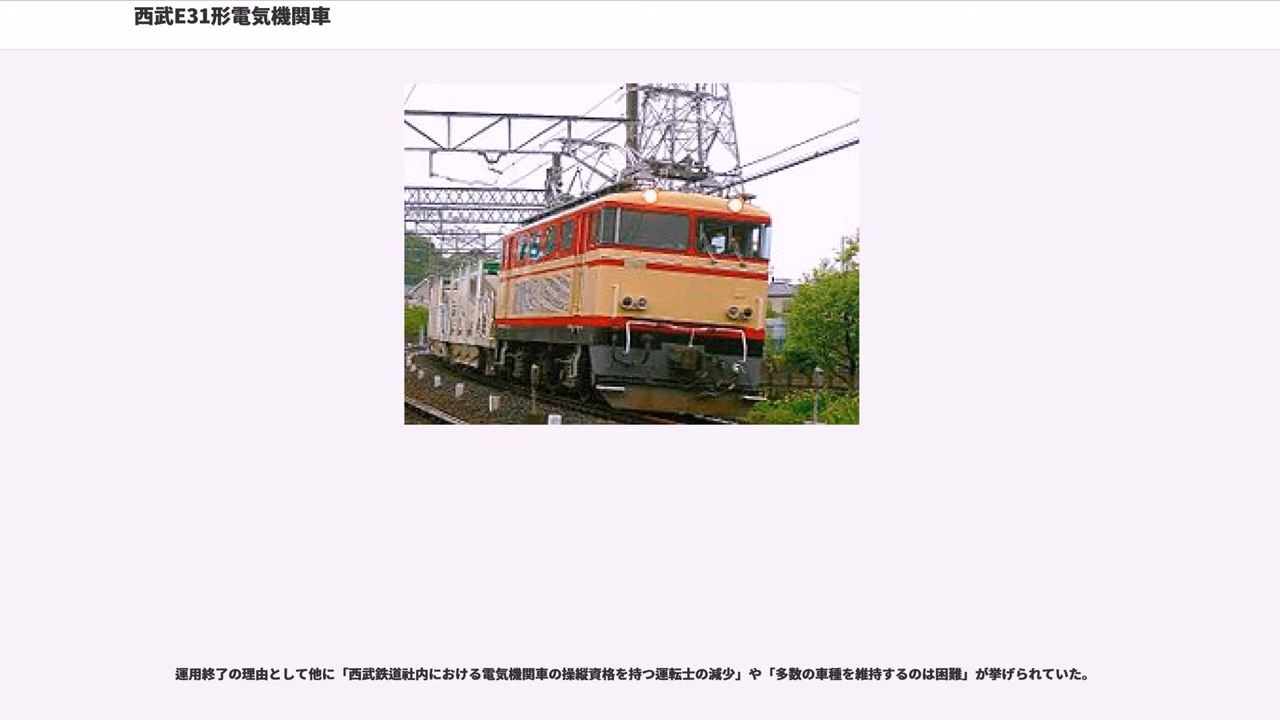 西武E31形電気機関車
運用終了の理由として他に「西武鉄道社内における電気機関車の操縦資格を持つ運転士の減少」や「多数の車種を維持するのは困難」が挙げられていた。